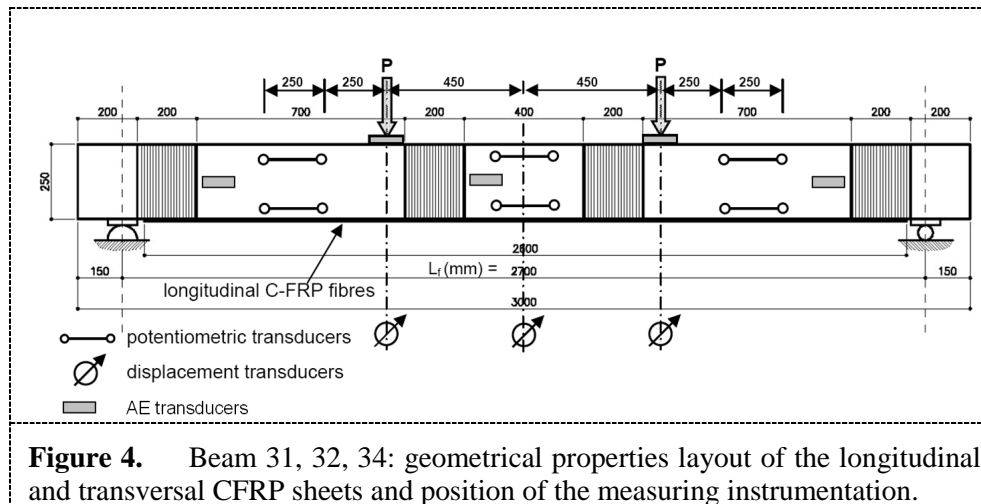 P P
250 250 450 450 250 250
200 200 700 200 400 200 700 200 200
250
2600
150 L_f (mm) = 2700 150
longitudinal C-FRP fibres
3000
potentiometric transducers
displacement transducers
AE transducers
Figure 4. Beam 31, 32, 34: geometrical properties layout of the longitudinal
and transversal CFRP sheets and position of the measuring instrumentation.